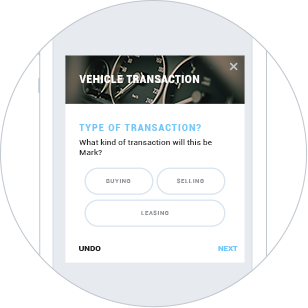 VEHICLE TRANSACTION
TYPE OF TRANSACTION?
What kind of transaction will this be
Mark?
BUYING
SELLING
LEASING
UNDO
NEXT